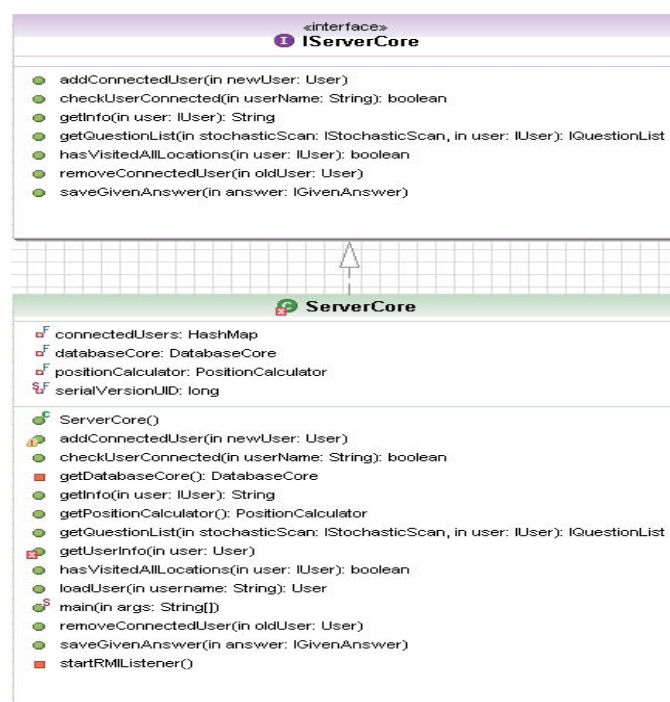 «interface»
I IServerCore
addConnectedUser(in newUser: User)
checkUserConnected(in userName: String): boolean
getInfo(in user: IUser): String
getQuestionList(in stochasticScan: IStochasticScan, in user: IUser): IQuestionList
hasVisitedAllLocations(in user: IUser): boolean
removeConnectedUser(in oldUser: User)
saveGivenAnswer(in answer: IGivenAnswer)
C ServerCore
F connectedUsers: HashMap
F databaseCore: DatabaseCore
F positionCalculator: PositionCalculator
S F serialVersionUID: long
C ServerCore()
addConnectedUser(in newUser: User)
checkUserConnected(in userName: String): boolean
getDatabaseCore(): DatabaseCore
getInfo(in user: IUser): String
getPositionCalculator(): PositionCalculator
getQuestionList(in stochasticScan: IStochasticScan, in user: IUser): IQuestionList
getUserInfo(in user: User)
hasVisitedAllLocations(in user: IUser): boolean
loadUser(in username: String): User
S main(in args: String[])
removeConnectedUser(in oldUser: User)
saveGivenAnswer(in answer: IGivenAnswer)
startRMIListener()